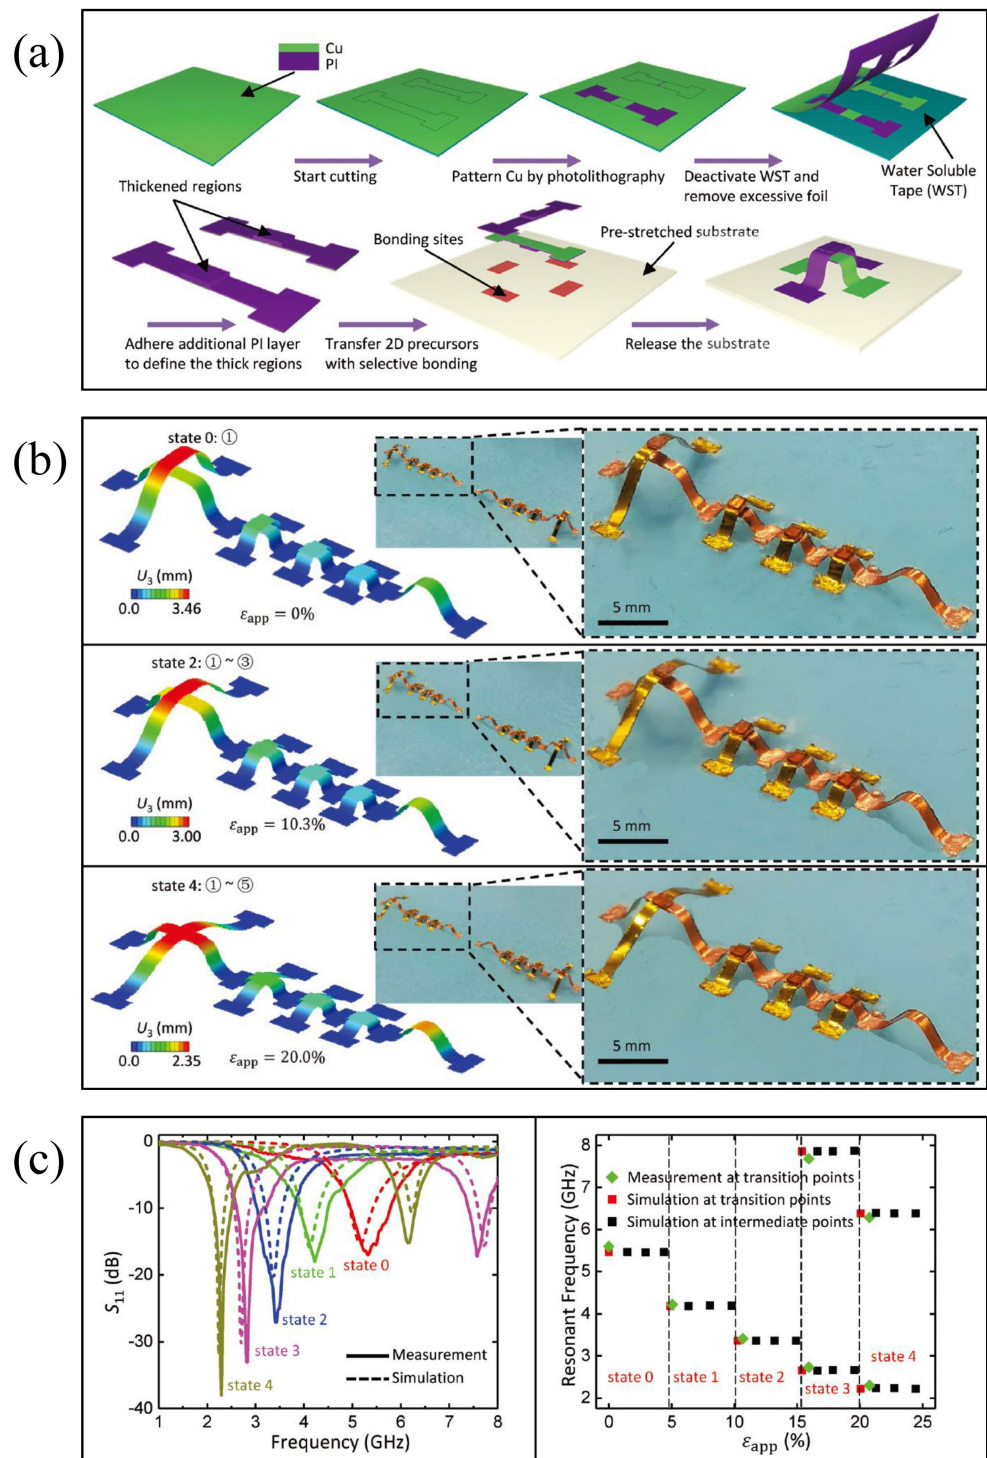 (a)
Cu
PI
Start cutting
Pattern Cu by photolithography
Deactivate WST and
remove excessive foil
Water Soluble
Tape (WST)
Thickened regions
Bonding sites
Pre-stretched substrate
Adhere additional PI layer
to define the thick regions
Transfer 2D precursors
with selective bonding
Release the substrate
(b)
state 0: ①
U₃ (mm)
0.0 3.46
ε_app = 0%
5 mm
state 2: ① ~ ③
U₃ (mm)
0.0 3.00
ε_app = 10.3%
5 mm
state 4: ① ~ ⑤
U₃ (mm)
0.0 2.35
ε_app = 20.0%
5 mm
(c)
0
-10
-20
-30
-40
S₁₁ (dB)
state 0
state 1
state 2
state 3
state 4
Measurement
Simulation
1 2 3 4 5 6 7 8
Frequency (GHz)
8
7
6
5
4
3
2
Resonant Frequency (GHz)
Measurement at transition points
Simulation at transition points
Simulation at intermediate points
state 0
state 1
state 2
state 3
state 4
0 5 10 15 20 25
ε_app (%)